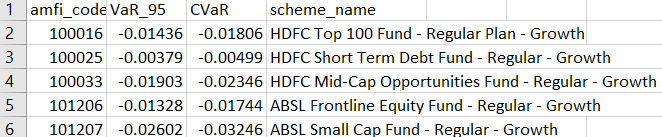 1 amfi_code VaR_95 CVaR scheme_name
2 100016 -0.01436 -0.01806 HDFC Top 100 Fund - Regular Plan - Growth
3 100025 -0.00379 -0.00499 HDFC Short Term Debt Fund - Regular - Growth
4 100033 -0.01903 -0.02346 HDFC Mid-Cap Opportunities Fund - Regular - Growth
5 101206 -0.01328 -0.01744 ABSL Frontline Equity Fund - Regular - Growth
6 101207 -0.02602 -0.03246 ABSL Small Cap Fund - Regular - Growth